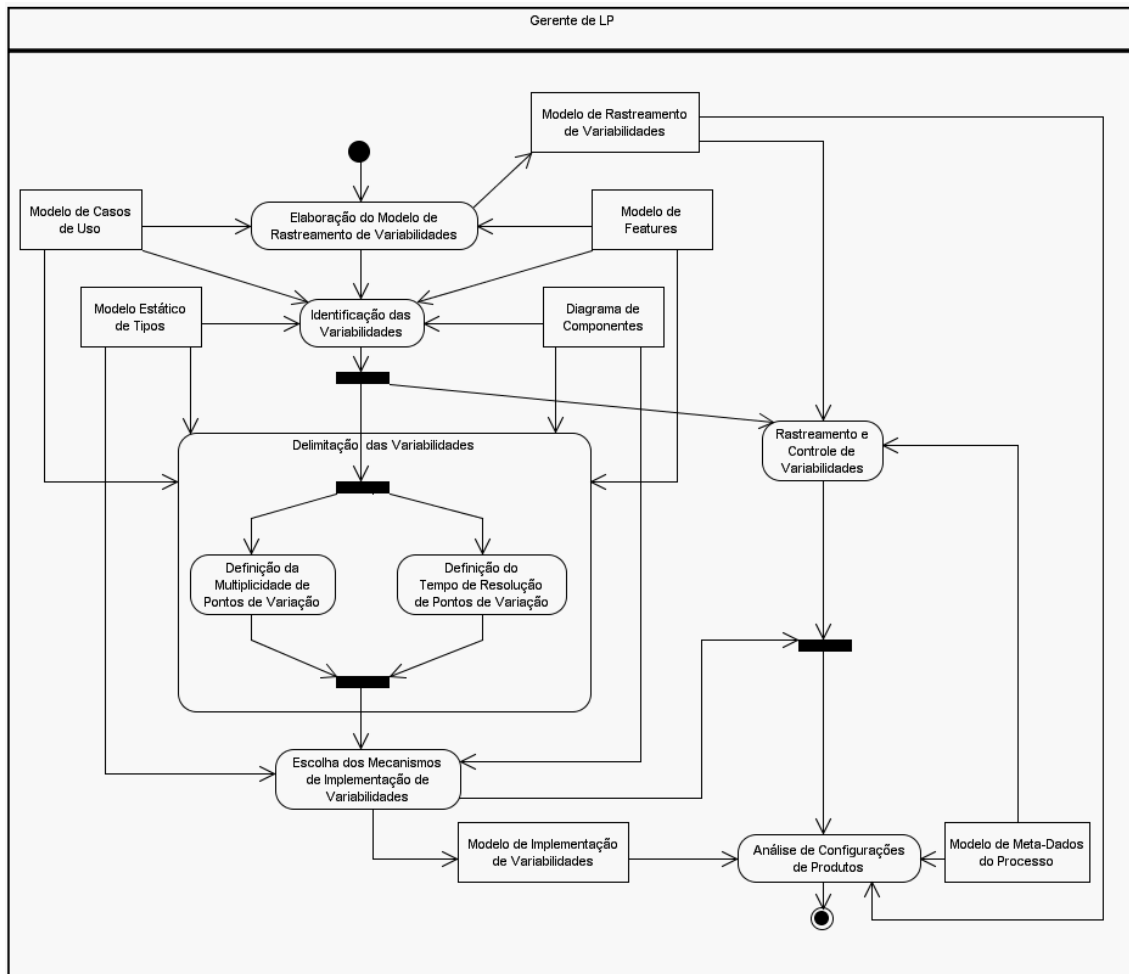 Gerente de LP
Modelo de Rastreamento
de Variabilidades
Modelo de Casos
de Uso
Elaboração do Modelo de
Rastreamento de Variabilidades
Modelo de
Features
Modelo Estático
de Tipos
Identificação das
Variabilidades
Diagrama de
Componentes
Delimitação das Variabilidades
Rastreamento e
Controle de
Variabilidades
Definição da
Multiplicidade de
Pontos de Variação
Definição do
Tempo de Resolução
de Pontos de Variação
Escolha dos Mecanismos
de Implementação de
Variabilidades
Modelo de Implementação
de Variabilidades
Análise de Configurações
de Produtos
Modelo de Meta-Dados
do Processo